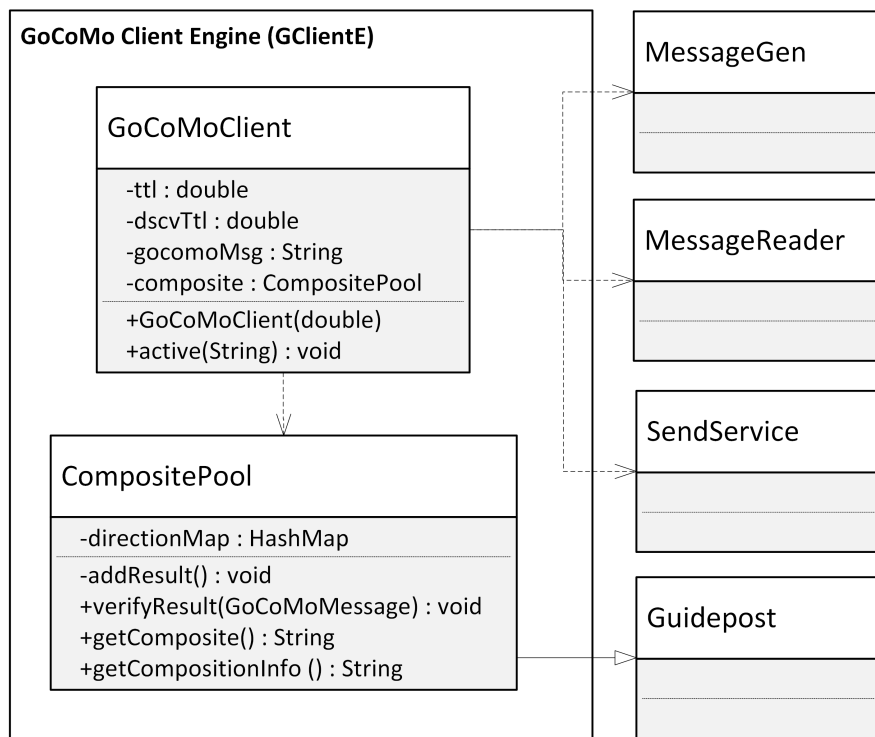 GoCoMo Client Engine (GClientE)
GoCoMoClient
-ttl : double
-dscvTtl : double
-gocomoMsg : String
-composite : CompositePool
+GoCoMoClient(double)
+active(String) : void
CompositePool
-directionMap : HashMap
-addResult() : void
+verifyResult(GoCoMoMessage) : void
+getComposite() : String
+getCompositionInfo () : String
MessageGen
MessageReader
SendService
Guidepost